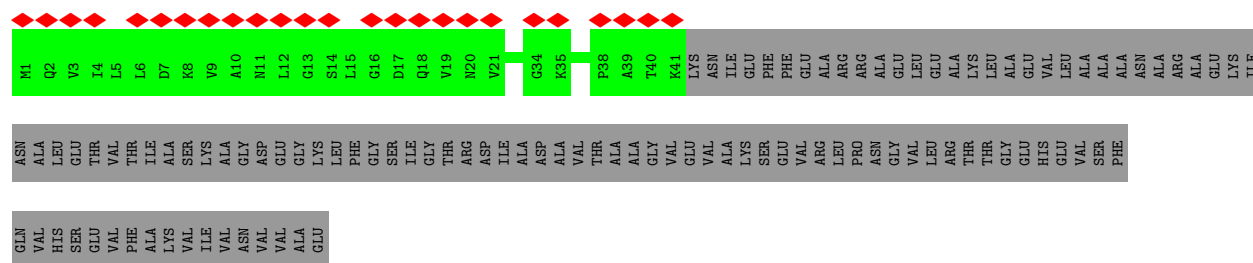 M1 Q2 V3 I4 L5 L6 D7 K8 V9 A10 N11 L12 G13 S14 L15 G16 D17 Q18 V19 N20 V21 G34 K35 P38 A39 T40 K41 LYS ASN ILE GLU PHE PHE GLU ALA ARG ARG ALA GLU LEU GLU ALA LYS LEU ALA GLU VAL LEU ALA ALA ALA ASN ALA ARG ALA GLU LYS ILE
ASN ALA LEU GLU THR VAL THR ILE ALA SER LYS ALA GLY ASP GLU GLY LYS LEU PHE GLY SER ILE GLY THR ARG ASP ILE ALA ASP ALA VAL THR ALA ALA GLY VAL GLU VAL ALA LYS SER GLU VAL ARG LEU PRO ASN GLY VAL LEU ARG THR THR GLY GLU HIS GLU VAL SER PHE
GLN VAL HIS SER GLU VAL PHE ALA LYS VAL ILE VAL ASN VAL VAL ALA GLU